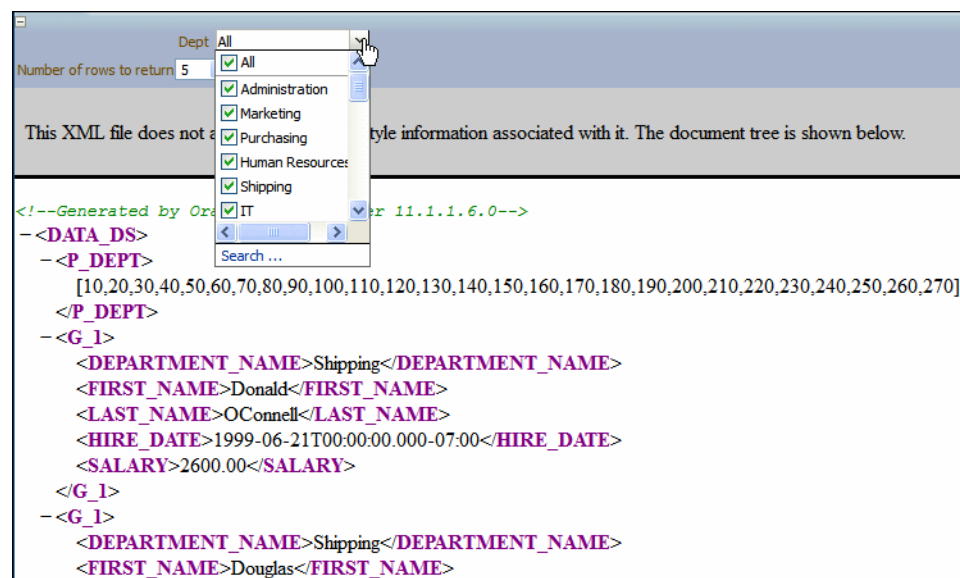 Dept All
Number of rows to return 5
All
Administration
Marketing
Purchasing
Human Resources
Shipping
IT
Search ...
This XML file does not a tyle information associated with it. The document tree is shown below.
<!--Generated by Ora er 11.1.1.6.0-->
−<DATA_DS>
−<P_DEPT>
[10,20,30,40,50,60,70,80,90,100,110,120,130,140,150,160,170,180,190,200,210,220,230,240,250,260,270]
</P_DEPT>
−<G_1>
<DEPARTMENT_NAME>Shipping</DEPARTMENT_NAME>
<FIRST_NAME>Donald</FIRST_NAME>
<LAST_NAME>OConnell</LAST_NAME>
<HIRE_DATE>1999-06-21T00:00:00.000-07:00</HIRE_DATE>
<SALARY>2600.00</SALARY>
</G_1>
−<G_1>
<DEPARTMENT_NAME>Shipping</DEPARTMENT_NAME>
<FIRST_NAME>Douglas</FIRST_NAME>